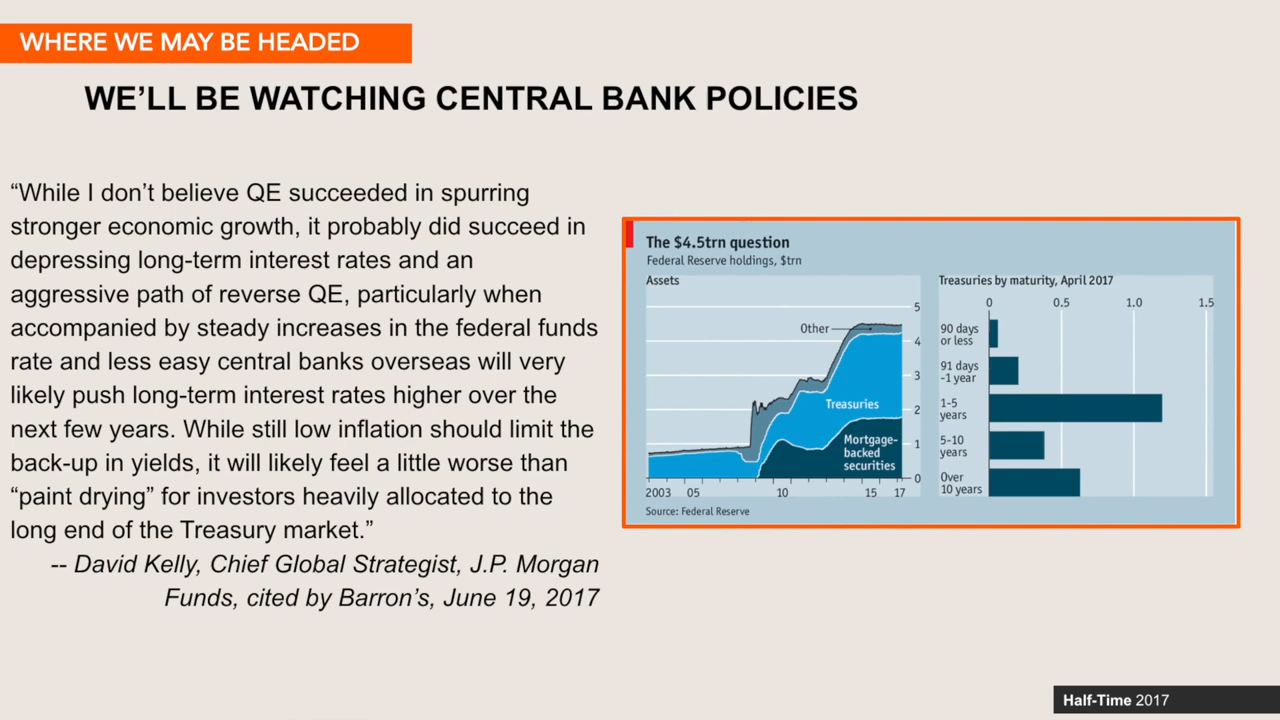 WHERE WE MAY BE HEADED
WE’LL BE WATCHING CENTRAL BANK POLICIES
“While I don’t believe QE succeeded in spurring
stronger economic growth, it probably did succeed in
depressing long-term interest rates and an
aggressive path of reverse QE, particularly when
accompanied by steady increases in the federal funds
rate and less easy central banks overseas will very
likely push long-term interest rates higher over the
next few years. While still low inflation should limit the
back-up in yields, it will likely feel a little worse than
“paint drying” for investors heavily allocated to the
long end of the Treasury market.”
-- David Kelly, Chief Global Strategist, J.P. Morgan
Funds, cited by Barron’s, June 19, 2017
The $4.5trn question
Federal Reserve holdings, $trn
Assets
5
4
3
2
1
0
Other
Treasuries
Mortgage-
backed
securities
2003 05 10 15 17
Source: Federal Reserve
Treasuries by maturity, April 2017
0 0.5 1.0 1.5
90 days
or less
91 days
-1 year
1-5
years
5-10
years
Over
10 years
Half-Time 2017